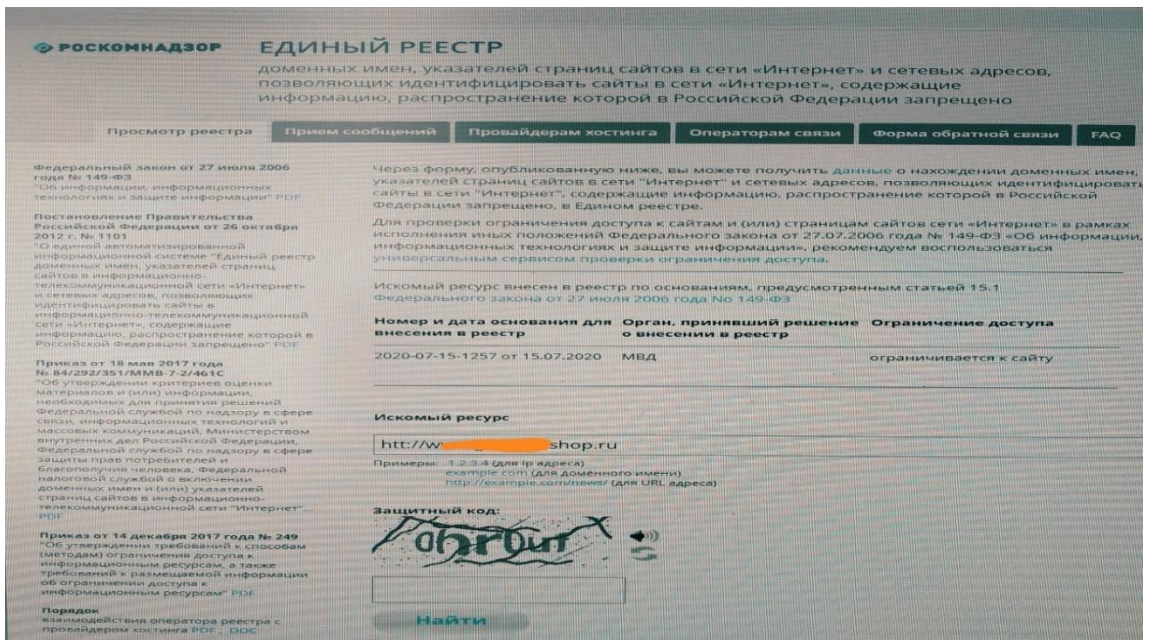 РОСКОМНАДЗОР
ЕДИНЫЙ РЕЕСТР
доменных имен, указателей страниц сайтов в сети «Интернет» и сетевых адресов,
позволяющих идентифицировать сайты в сети «Интернет», содержащие
информацию, распространение которой в Российской Федерации запрещено
Просмотр реестра Прием сообщений Провайдерам хостинга Операторам связи Форма обратной связи FAQ
Федеральный закон от 27 июля 2006
года № 149-ФЗ
"Об информации, информационных
технологиях и защите информации" PDF
Постановление Правительства
Российской Федерации от 26 октября
2012 г. № 1101
"О единой автоматизированной
информационной системе "Единый реестр
доменных имен, указателей страниц
сайтов в информационно-
телекоммуникационной сети «Интернет»
и сетевых адресов, позволяющих
идентифицировать сайты в
информационно-телекоммуникационной
сети «Интернет», содержащие
информацию, распространение которой в
Российской Федерации запрещено" PDF
Приказ от 18 мая 2017 года
№ 84/292/351/ММВ-7-2/461С
"Об утверждении критериев оценки
материалов и (или) информации,
необходимых для принятия решений
Федеральной службой по надзору в сфере
связи, информационных технологий и
массовых коммуникаций, Министерством
внутренних дел Российской Федерации,
Федеральной службой по надзору в сфере
защиты прав потребителей и
благополучия человека, Федеральной
налоговой службой о включении
доменных имен и (или) указателей
страниц сайтов в информационно-
телекоммуникационной сети "Интернет"...
PDF
Приказ от 14 декабря 2017 года № 249
"Об утверждении требований к способам
(методам) ограничения доступа к
информационным ресурсам, а также
требований к размещаемой информации
об ограничении доступа к
информационным ресурсам" PDF
Порядок
взаимодействия оператора реестра с
провайдером хостинга PDF ; DOC
Через форму, опубликованную ниже, вы можете получить данные о нахождении доменных имен,
указателей страниц сайтов в сети "Интернет" и сетевых адресов, позволяющих идентифицировать
сайты в сети "Интернет", содержащие информацию, распространение которой в Российской
Федерации запрещено, в Едином реестре.
Для проверки ограничения доступа к сайтам и (или) страницам сайтов сети «Интернет» в рамках
исполнения иных положений Федерального закона от 27.07.2006 года № 149-ФЗ «Об информации,
информационных технологиях и защите информации», рекомендуем воспользоваться
универсальным сервисом проверки ограничения доступа.
Искомый ресурс внесен в реестр по основаниям, предусмотренным статьей 15.1
Федерального закона от 27 июля 2006 года No 149-ФЗ
Номер и дата основания для Орган, принявший решение Ограничение доступа
внесения в реестр о внесении в реестр
2020-07-15-1257 от 15.07.2020 МВД ограничивается к сайту
Искомый ресурс
htt://w shop.ru
Примеры: 1.2.3.4 (для ip адреса)
example.com (для доменного имени)
http://example.com/news/ (для URL адреса)
Защитный код:
Найти